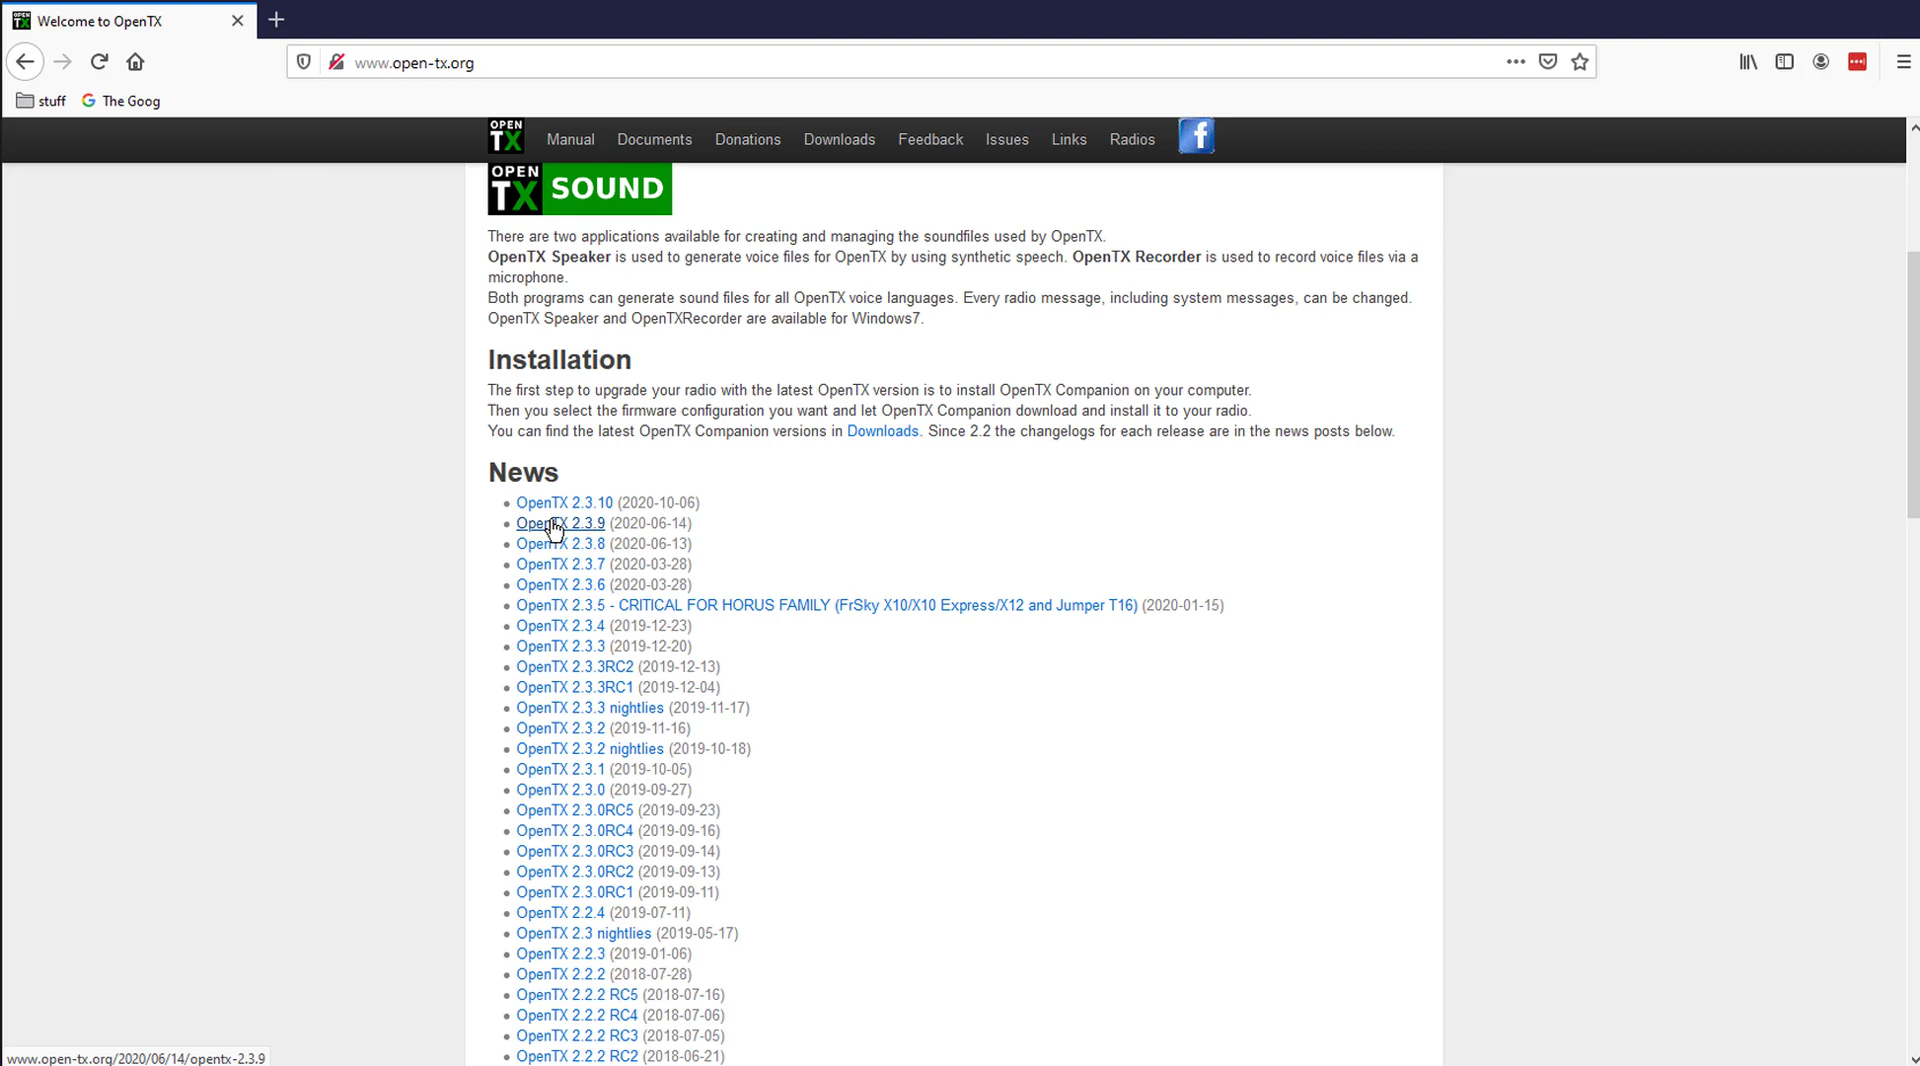 Welcome to OpenTX
www.open-tx.org
stuff
The Goog
OPEN TX
Manual
Documents
Donations
Downloads
Feedback
Issues
Links
Radios
f
OPEN TX SOUND
There are two applications available for creating and managing the soundfiles used by OpenTX.
OpenTX Speaker is used to generate voice files for OpenTX by using synthetic speech. OpenTX Recorder is used to record voice files via a
microphone.
Both programs can generate sound files for all OpenTX voice languages. Every radio message, including system messages, can be changed.
OpenTX Speaker and OpenTXRecorder are available for Windows7.
Installation
The first step to upgrade your radio with the latest OpenTX version is to install OpenTX Companion on your computer.
Then you select the firmware configuration you want and let OpenTX Companion download and install it to your radio.
You can find the latest OpenTX Companion versions in Downloads. Since 2.2 the changelogs for each release are in the news posts below.
News
OpenTX 2.3.10 (2020-10-06)
OpenTX 2.3.9 (2020-06-14)
OpenTX 2.3.8 (2020-06-13)
OpenTX 2.3.7 (2020-03-28)
OpenTX 2.3.6 (2020-03-28)
OpenTX 2.3.5 - CRITICAL FOR HORUS FAMILY (FrSky X10/X10 Express/X12 and Jumper T16) (2020-01-15)
OpenTX 2.3.4 (2019-12-23)
OpenTX 2.3.3 (2019-12-20)
OpenTX 2.3.3RC2 (2019-12-13)
OpenTX 2.3.3RC1 (2019-12-04)
OpenTX 2.3.3 nightlies (2019-11-17)
OpenTX 2.3.2 (2019-11-16)
OpenTX 2.3.2 nightlies (2019-10-18)
OpenTX 2.3.1 (2019-10-05)
OpenTX 2.3.0 (2019-09-27)
OpenTX 2.3.0RC5 (2019-09-23)
OpenTX 2.3.0RC4 (2019-09-16)
OpenTX 2.3.0RC3 (2019-09-14)
OpenTX 2.3.0RC2 (2019-09-13)
OpenTX 2.3.0RC1 (2019-09-11)
OpenTX 2.2.4 (2019-07-11)
OpenTX 2.3 nightlies (2019-05-17)
OpenTX 2.2.3 (2019-01-06)
OpenTX 2.2.2 (2018-07-28)
OpenTX 2.2.2 RC5 (2018-07-16)
OpenTX 2.2.2 RC4 (2018-07-06)
OpenTX 2.2.2 RC3 (2018-07-05)
OpenTX 2.2.2 RC2 (2018-06-21)
www.open-tx.org/2020/06/14/opentx-2.3.9